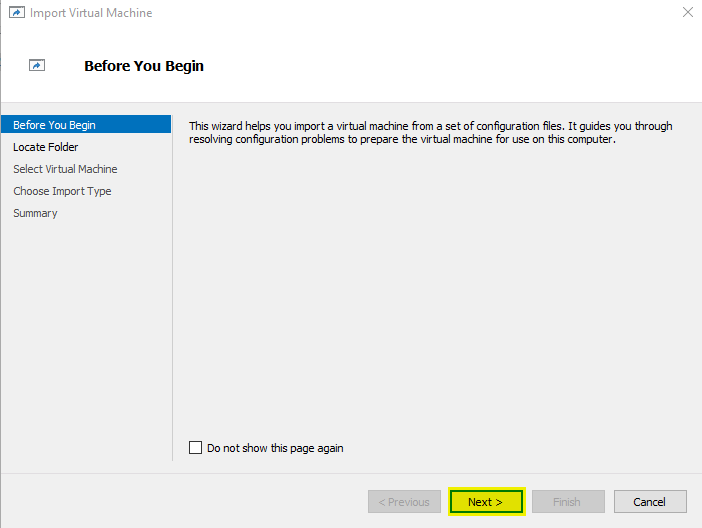 Import Virtual Machine
Before You Begin
Before You Begin
Locate Folder
Select Virtual Machine
Choose Import Type
Summary
This wizard helps you import a virtual machine from a set of configuration files. It guides you through
resolving configuration problems to prepare the virtual machine for use on this computer.
Do not show this page again
< Previous
Next >
Finish
Cancel